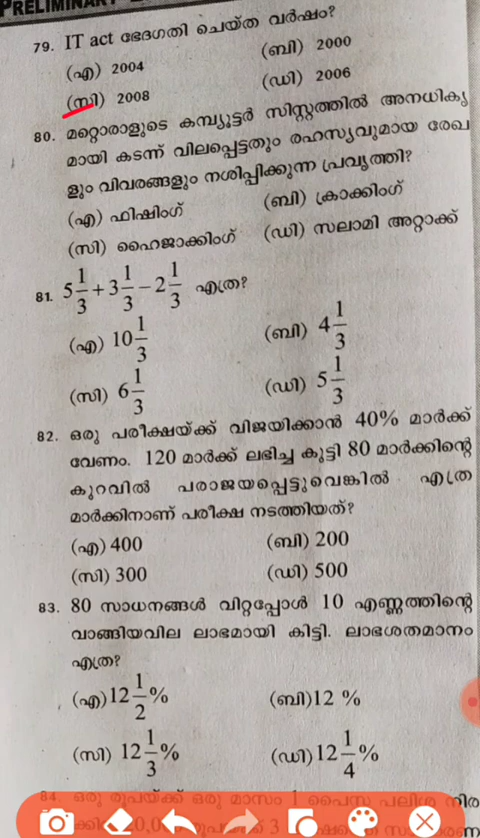 PRELIMINARY
79. IT act ഭേദഗതി ചെയ്ത വർഷം?
(എ) 2004 (ബി) 2000
(സി) 2008 (ഡി) 2006
80. മറ്റൊരാളുടെ കമ്പ്യൂട്ടർ സിസ്റ്റത്തിൽ അനധികൃ
മായി കടന്ന് വിലപ്പെട്ടതും രഹസ്യവുമായ രേഖ
ളും വിവരങ്ങളും നശിപ്പിക്കുന്ന പ്രവൃത്തി?
(എ) ഫിഷിംഗ് (ബി) ക്രാക്കിംഗ്
(സി) ഹൈജാക്കിംഗ് (ഡി) സലാമി അറ്റാക്ക്
81. 5 1/3 + 3 1/3 − 2 1/3 എത്ര?
(എ) 10 1/3 (ബി) 4 1/3
(സി) 6 1/3 (ഡി) 5 1/3
82. ഒരു പരീക്ഷയ്ക്ക് വിജയിക്കാൻ 40% മാർക്ക്
വേണം. 120 മാർക്ക് ലഭിച്ച കുട്ടി 80 മാർക്കിന്റെ
കുറവിൽ പരാജയപ്പെട്ടുവെങ്കിൽ എത്ര
മാർക്കിനാണ് പരീക്ഷ നടത്തിയത്?
(എ) 400 (ബി) 200
(സി) 300 (ഡി) 500
83. 80 സാധനങ്ങൾ വിറ്റപ്പോൾ 10 എണ്ണത്തിന്റെ
വാങ്ങിയവില ലാഭമായി കിട്ടി. ലാഭശതമാനം
എത്ര?
(എ) 12 1/2 % (ബി) 12 %
(സി) 12 1/3 % (ഡി) 12 1/4 %
84. ഒരു രൂപയ്ക്ക് ഒരു മാസം 1 പൈസ പലിശ നിര